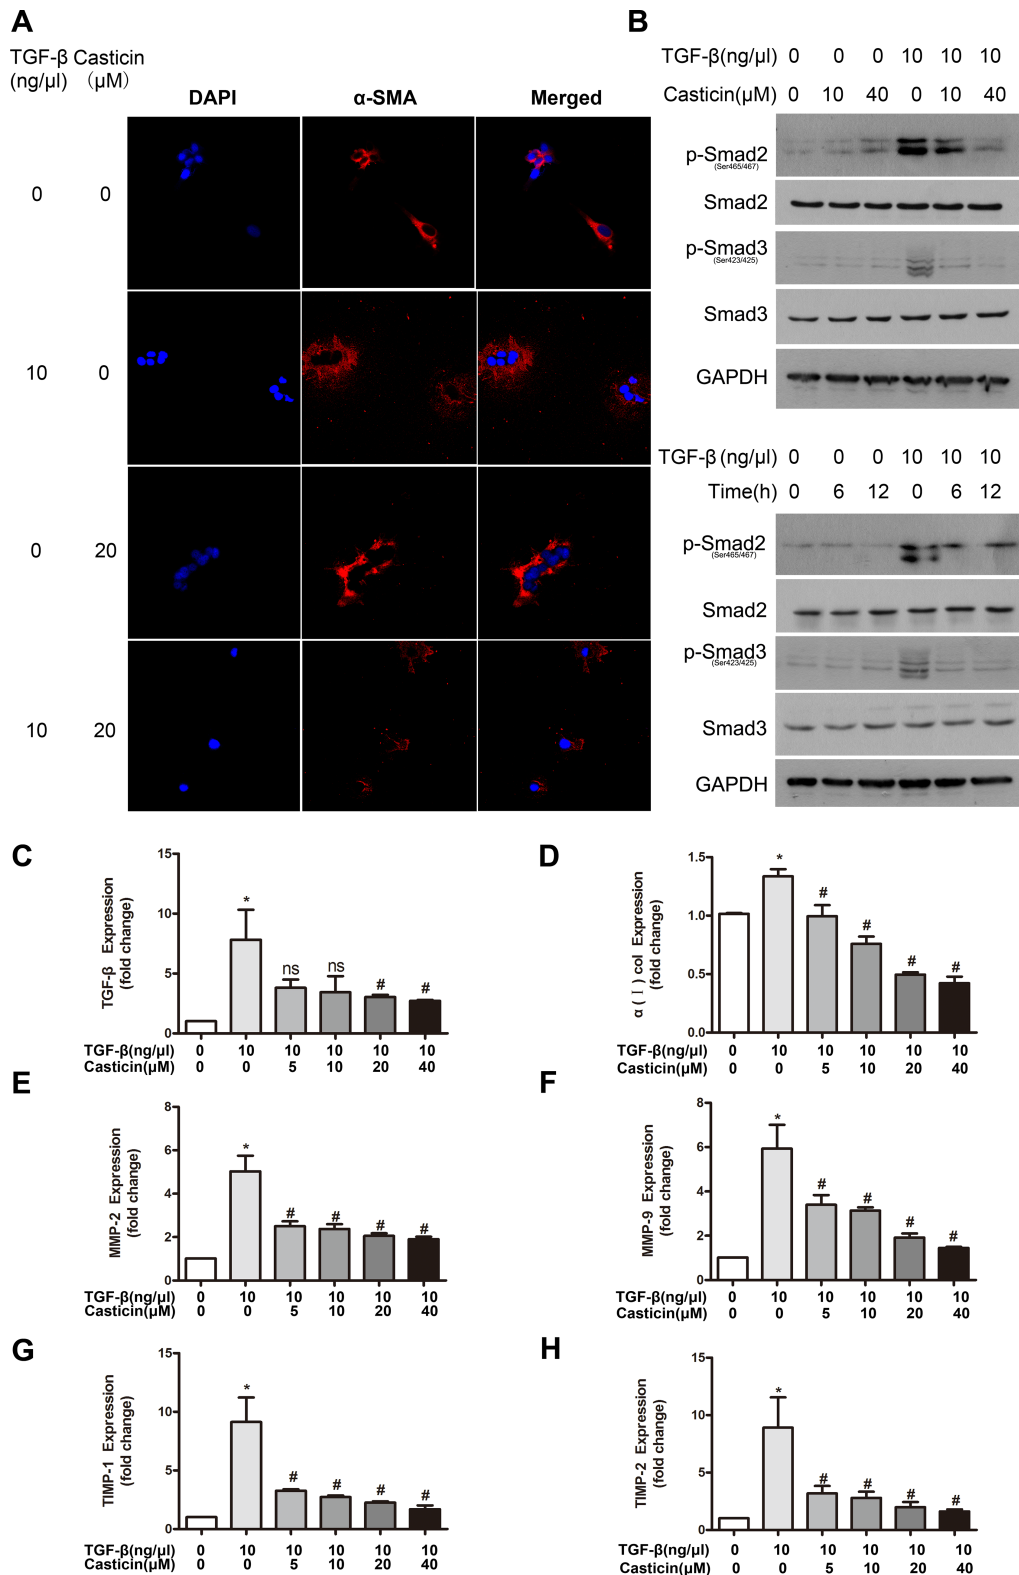 A
TGF-β Casticin
(ng/μl) (μM)
DAPI α-SMA Merged
0 0
10 0
0 20
10 20
B
TGF-β(ng/μl) 0 0 0 10 10 10
Casticin(μM) 0 10 40 0 10 40
p-Smad2
(Ser465/467)
Smad2
p-Smad3
(Ser423/425)
Smad3
GAPDH
TGF-β (ng/μl) 0 0 0 10 10 10
Time(h) 0 6 12 0 6 12
p-Smad2
(Ser465/467)
Smad2
p-Smad3
(Ser423/425)
Smad3
GAPDH
C
TGF-β Expression
(fold change)
15
10
5
0
* ns ns # #
TGF-β(ng/μl) 0 10 10 10 10 10
Casticin(μM) 0 0 5 10 20 40
D
α(Ⅰ) col Expression
(fold change)
1.5
1.0
0.5
0.0
* # # # #
TGF-β(ng/μl) 0 10 10 10 10 10
Casticin(μM) 0 0 5 10 20 40
E
MMP-2 Expression
(fold change)
8
6
4
2
0
* # # # #
TGF-β(ng/μl) 0 10 10 10 10 10
Casticin(μM) 0 0 5 10 20 40
F
MMP-9 Expression
(fold change)
8
6
4
2
0
* # # # #
TGF-β(ng/μl) 0 10 10 10 10 10
Casticin(μM) 0 0 5 10 20 40
G
TIMP-1 Expression
(fold change)
15
10
5
0
* # # # #
TGF-β(ng/μl) 0 10 10 10 10 10
Casticin(μM) 0 0 5 10 20 40
H
TIMP-2 Expression
(fold change)
15
10
5
0
* # # # #
TGF-β(ng/μl) 0 10 10 10 10 10
Casticin(μM) 0 0 5 10 20 40